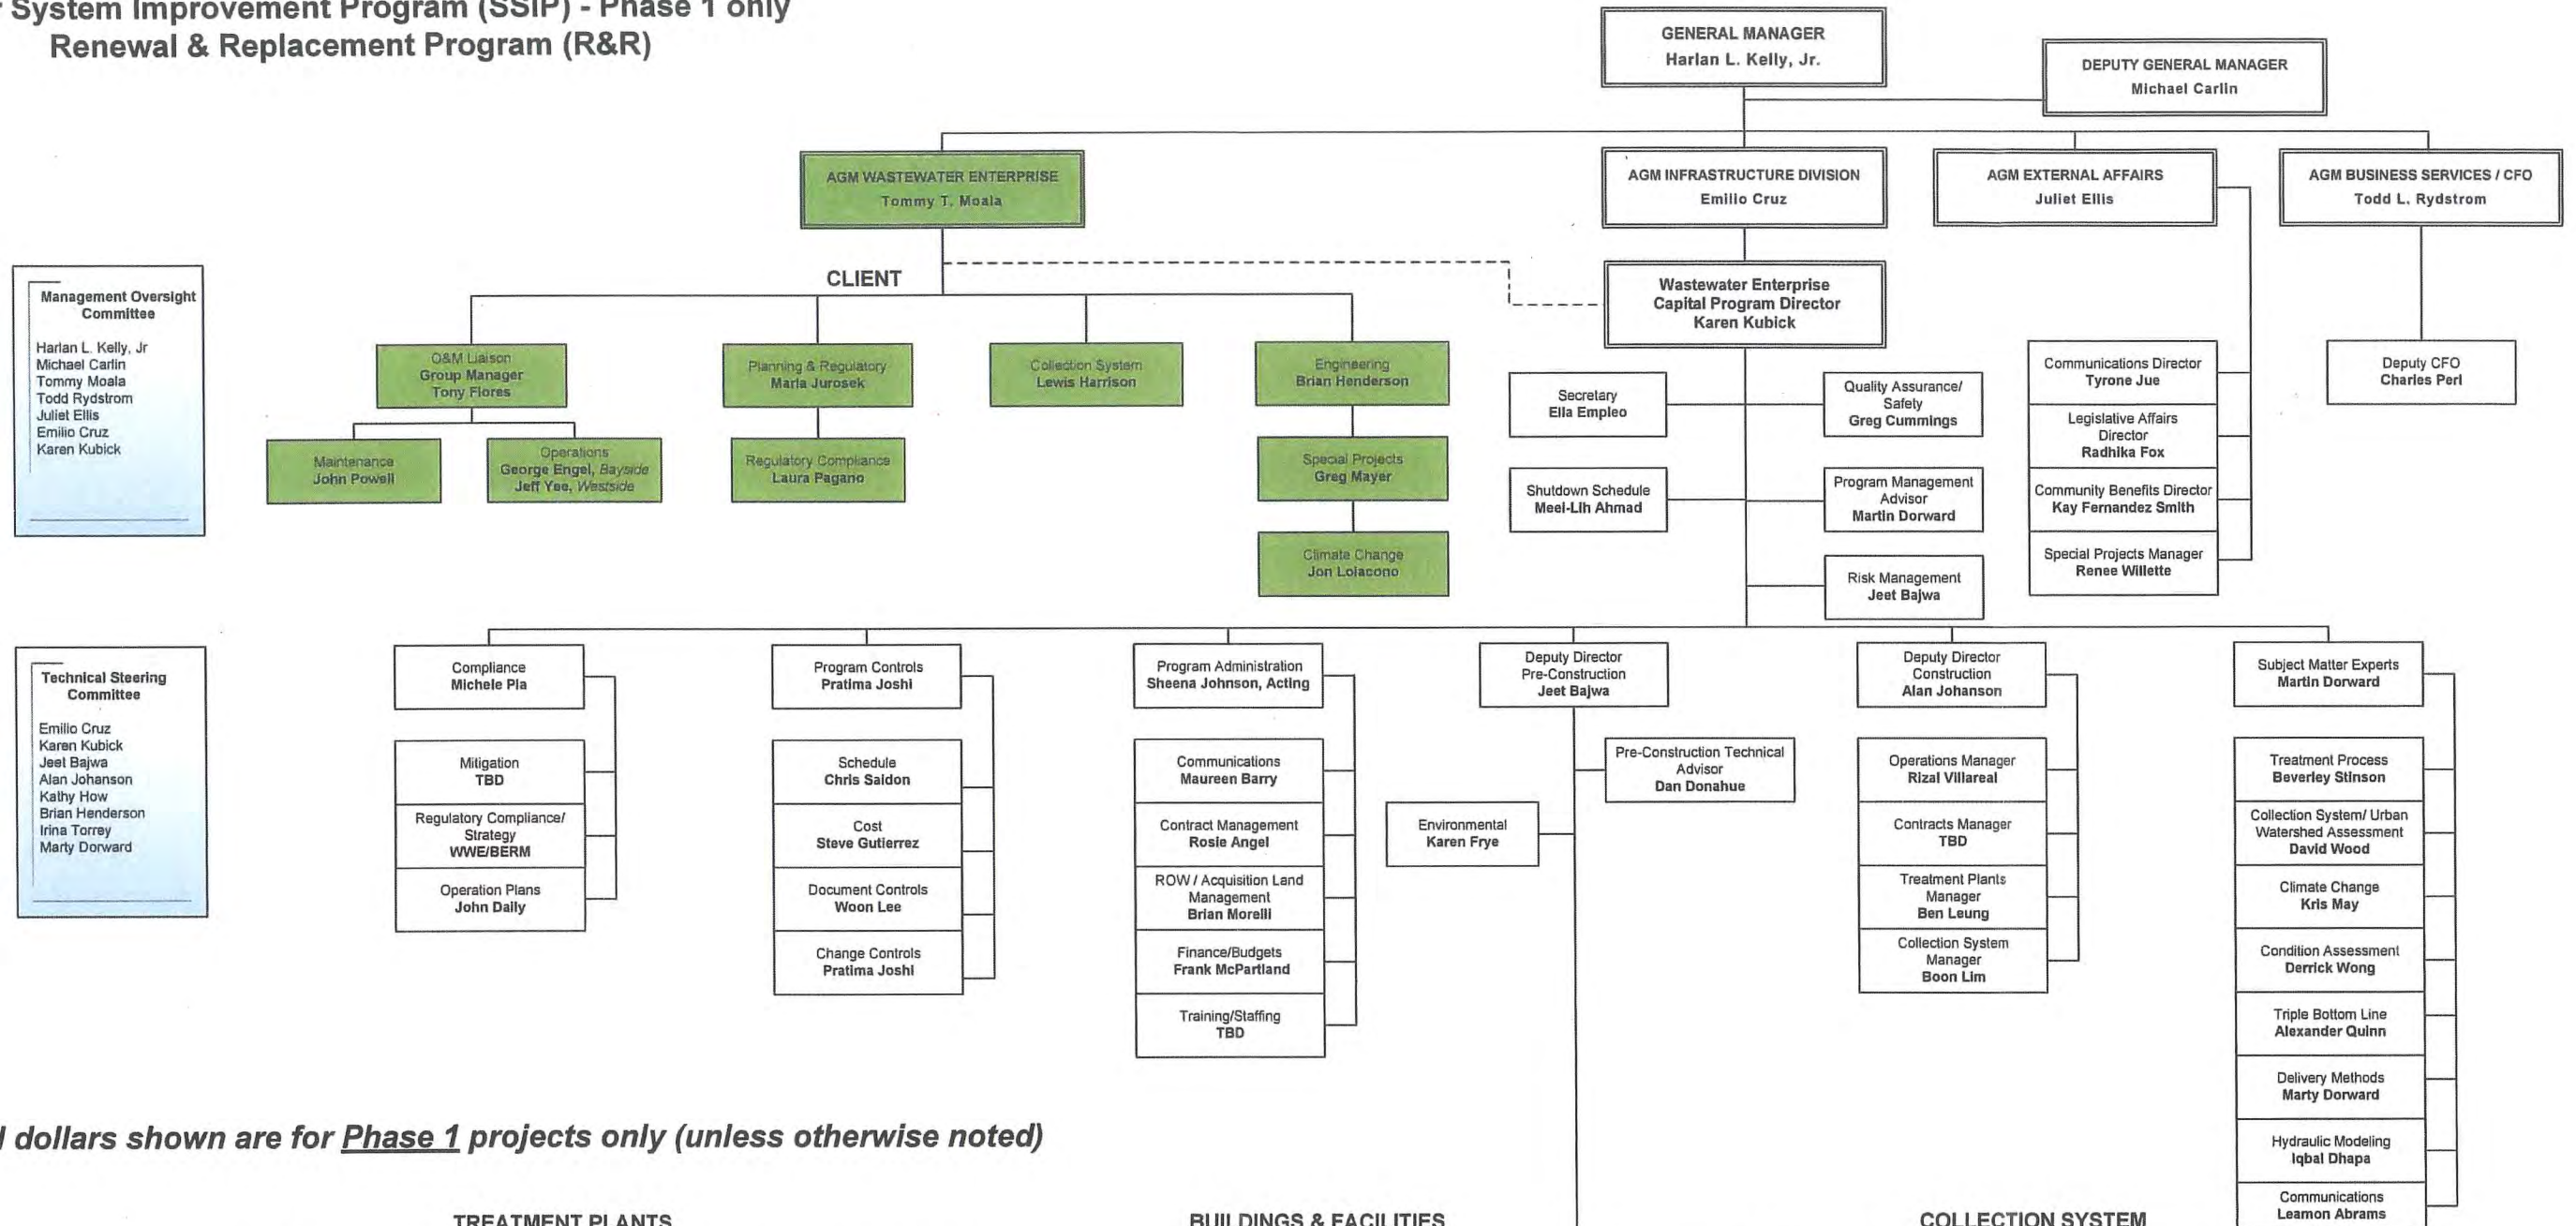 System Improvement Program (SSIP) - Phase 1 only
Renewal & Replacement Program (R&R)
GENERAL MANAGER
Harlan L. Kelly, Jr.
DEPUTY GENERAL MANAGER
Michael Carlin
AGM WASTEWATER ENTERPRISE
Tommy T. Moala
AGM INFRASTRUCTURE DIVISION
Emilio Cruz
AGM EXTERNAL AFFAIRS
Juliet Ellis
AGM BUSINESS SERVICES / CFO
Todd L. Rydstrom
CLIENT
Wastewater Enterprise
Capital Program Director
Karen Kubick
Management Oversight
Committee
Harlan L. Kelly, Jr
Michael Carlin
Tommy Moala
Todd Rydstrom
Juliet Ellis
Emilio Cruz
Karen Kubick
O&M Liaison
Group Manager
Tony Flores
Planning & Regulatory
Marla Jurosek
Collection System
Lewis Harrison
Engineering
Brian Henderson
Maintenance
John Powell
Operations
George Engel, Bayside
Jeff Yee, Westside
Regulatory Compliance
Laura Pagano
Special Projects
Greg Mayer
Climate Change
Jon Loiacono
Secretary
Ella Empleo
Quality Assurance/
Safety
Greg Cummings
Shutdown Schedule
Meei-Lih Ahmad
Program Management
Advisor
Martin Dorward
Risk Management
Jeet Bajwa
Communications Director
Tyrone Jue
Legislative Affairs
Director
Radhika Fox
Community Benefits Director
Kay Fernandez Smith
Special Projects Manager
Renee Willette
Deputy CFO
Charles Perl
Technical Steering
Committee
Emilio Cruz
Karen Kubick
Jeet Bajwa
Alan Johanson
Kathy How
Brian Henderson
Irina Torrey
Marty Dorward
Compliance
Michele Pla
Mitigation
TBD
Regulatory Compliance/
Strategy
WWE/BERM
Operation Plans
John Daily
Program Controls
Pratima Joshi
Schedule
Chris Saldon
Cost
Steve Gutierrez
Document Controls
Woon Lee
Change Controls
Pratima Joshi
Program Administration
Sheena Johnson, Acting
Communications
Maureen Barry
Contract Management
Rosie Angel
ROW / Acquisition Land
Management
Brian Morelli
Finance/Budgets
Frank McPartland
Training/Staffing
TBD
Deputy Director
Pre-Construction
Jeet Bajwa
Pre-Construction Technical
Advisor
Dan Donahue
Environmental
Karen Frye
Deputy Director
Construction
Alan Johanson
Operations Manager
Rizal Villareal
Contracts Manager
TBD
Treatment Plants
Manager
Ben Leung
Collection System
Manager
Boon Lim
Subject Matter Experts
Martin Dorward
Treatment Process
Beverley Stinson
Collection System/ Urban
Watershed Assessment
David Wood
Climate Change
Kris May
Condition Assessment
Derrick Wong
Triple Bottom Line
Alexander Quinn
Delivery Methods
Marty Dorward
Hydraulic Modeling
Iqbal Dhapa
Communications
Leamon Abrams
dollars shown are for Phase 1 projects only (unless otherwise noted)
TREATMENT PLANTS
BUILDINGS & FACILITIES
COLLECTION SYSTEM